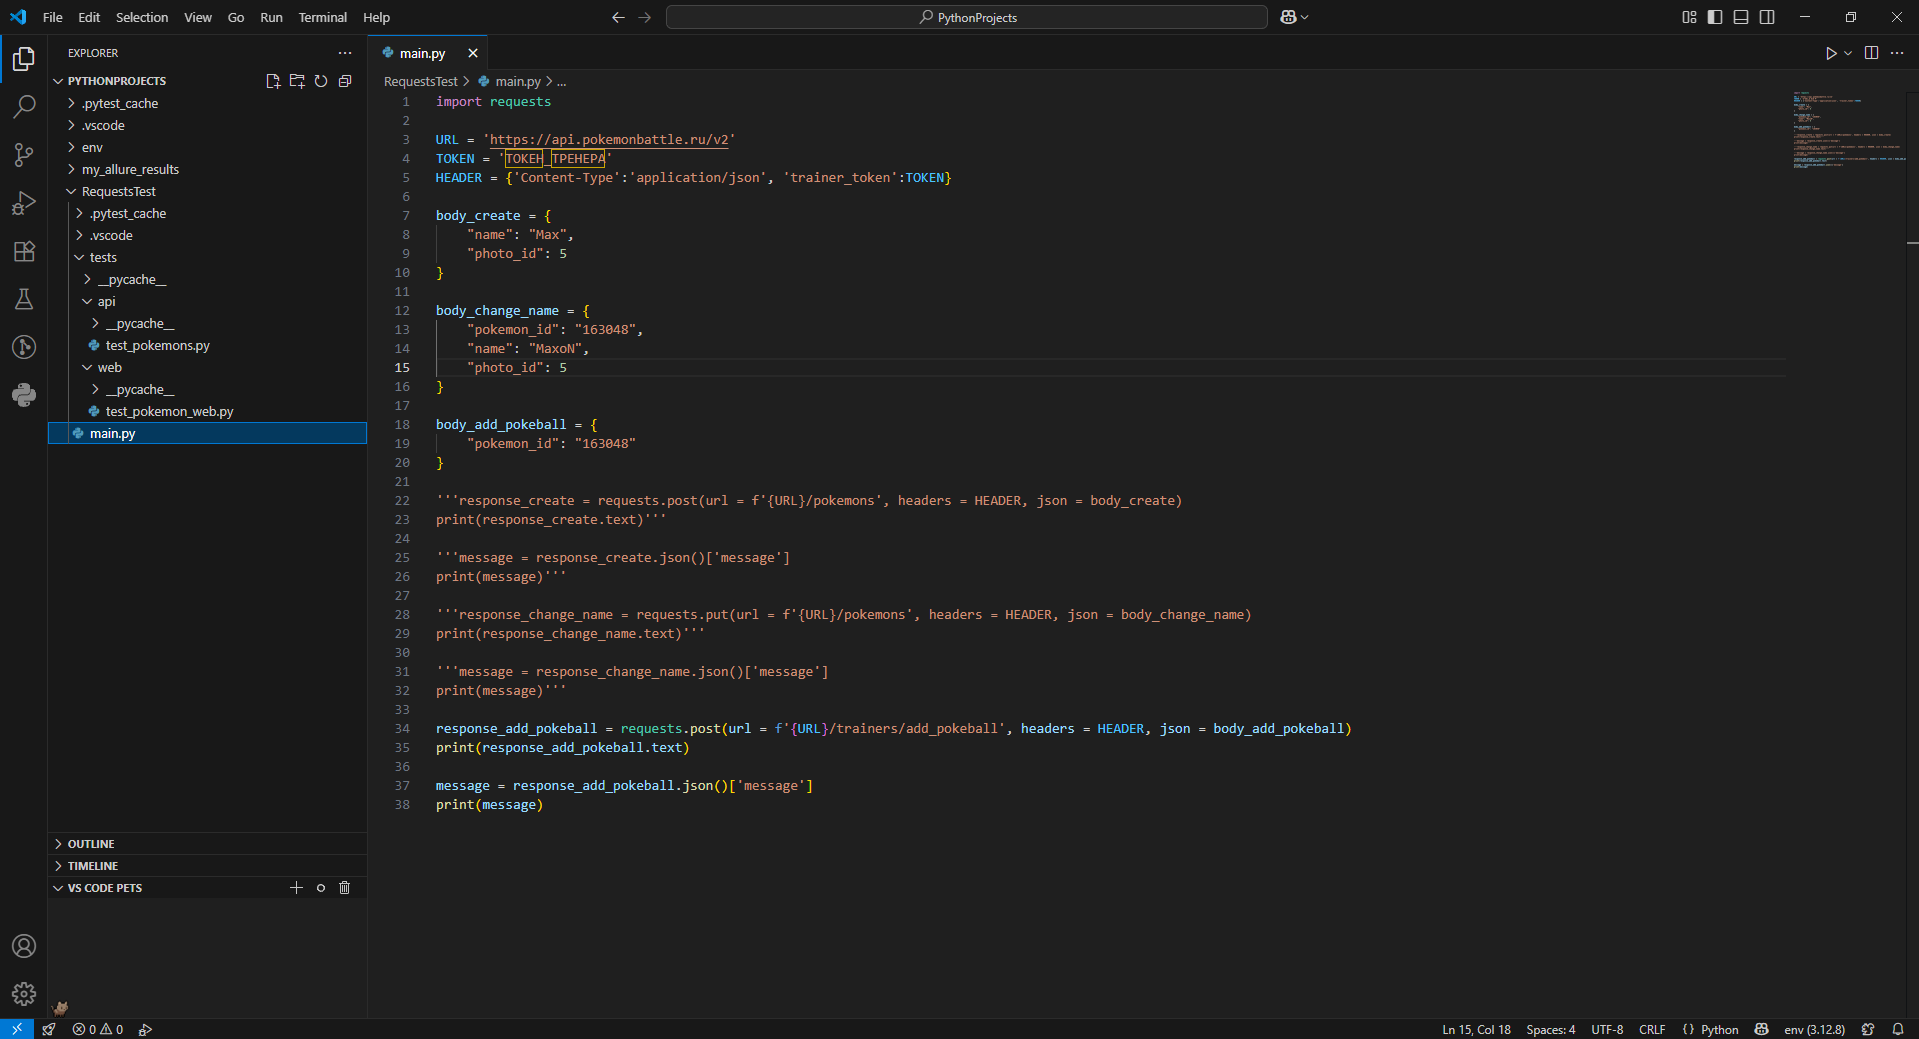 File Edit Selection View Go Run Terminal Help
PythonProjects
EXPLORER
PYTHONPROJECTS
.pytest_cache
.vscode
env
my_allure_results
RequestsTest
.pytest_cache
.vscode
tests
__pycache__
api
__pycache__
test_pokemons.py
web
__pycache__
test_pokemon_web.py
main.py
OUTLINE
TIMELINE
VS CODE PETS
main.py
RequestsTest > main.py > ...
1 import requests
2
3 URL = 'https://api.pokemonbattle.ru/v2'
4 TOKEN = 'ТОКЕН_ТРЕНЕРА'
5 HEADER = {'Content-Type':'application/json', 'trainer_token':TOKEN}
6
7 body_create = {
8 "name": "Max",
9 "photo_id": 5
10 }
11
12 body_change_name = {
13 "pokemon_id": "163048",
14 "name": "MaxoN",
15 "photo_id": 5
16 }
17
18 body_add_pokeball = {
19 "pokemon_id": "163048"
20 }
21
22 '''response_create = requests.post(url = f'{URL}/pokemons', headers = HEADER, json = body_create)
23 print(response_create.text)'''
24
25 '''message = response_create.json()['message']
26 print(message)'''
27
28 '''response_change_name = requests.put(url = f'{URL}/pokemons', headers = HEADER, json = body_change_name)
29 print(response_change_name.text)'''
30
31 '''message = response_change_name.json()['message']
32 print(message)'''
33
34 response_add_pokeball = requests.post(url = f'{URL}/trainers/add_pokeball', headers = HEADER, json = body_add_pokeball)
35 print(response_add_pokeball.text)
36
37 message = response_add_pokeball.json()['message']
38 print(message)
0 0 Ln 15, Col 18 Spaces: 4 UTF-8 CRLF {} Python env (3.12.8)